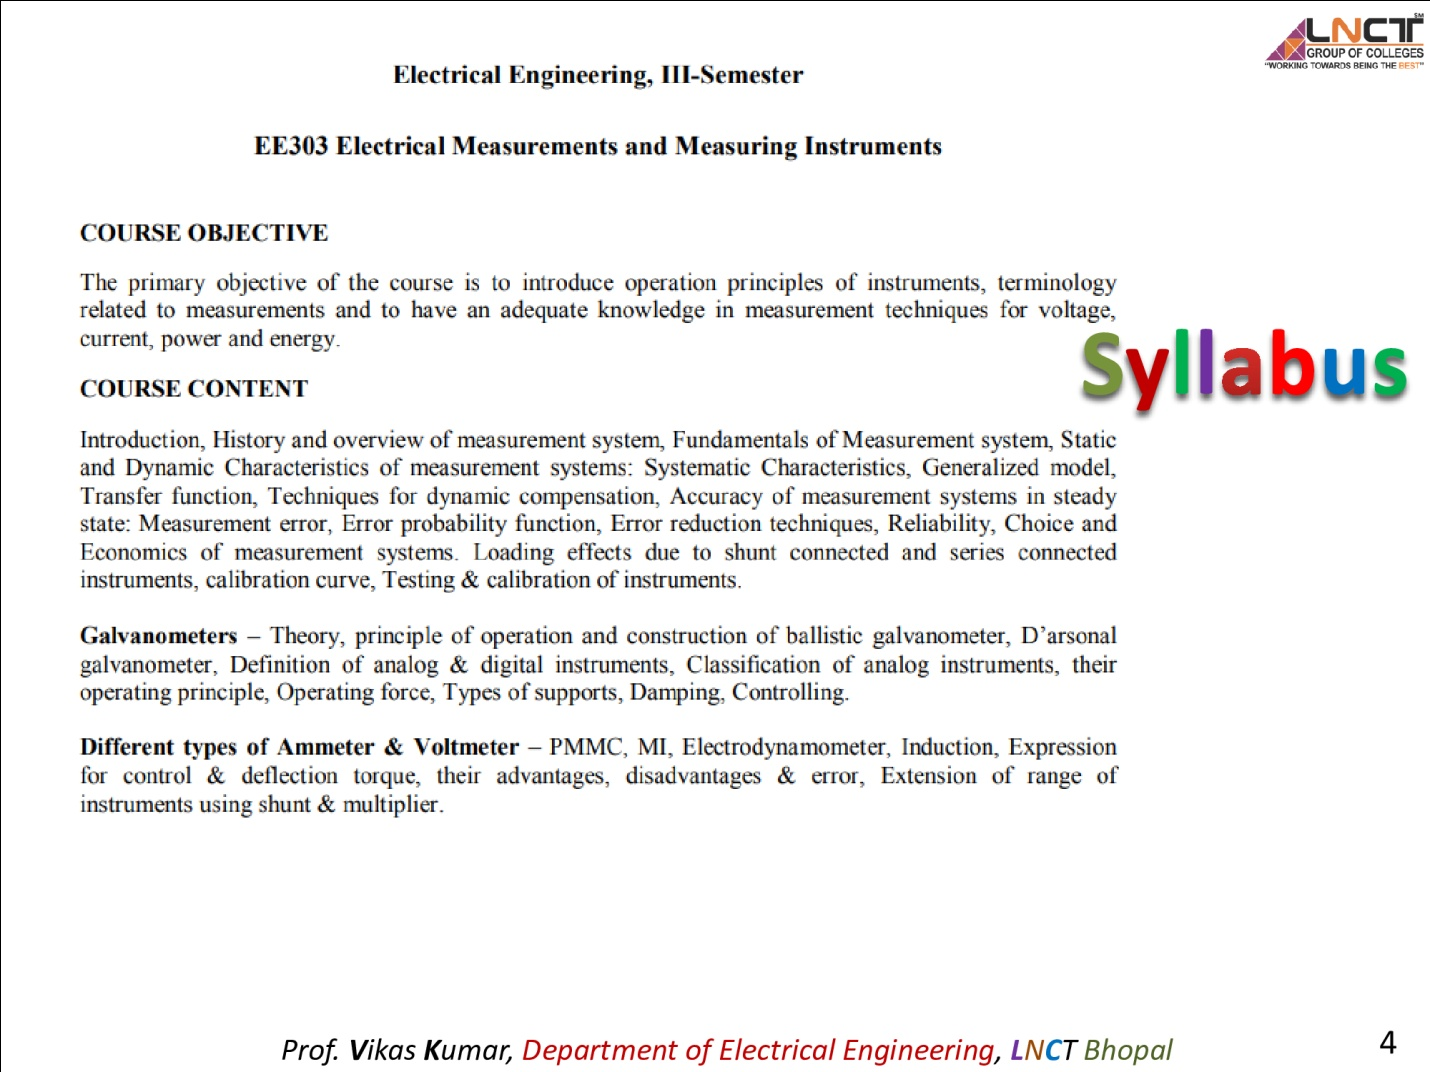 LNCT SM
GROUP OF COLLEGES
"WORKING TOWARDS BEING THE BEST"
Electrical Engineering, III-Semester
EE303 Electrical Measurements and Measuring Instruments
COURSE OBJECTIVE
The primary objective of the course is to introduce operation principles of instruments, terminology
related to measurements and to have an adequate knowledge in measurement techniques for voltage,
current, power and energy.
Syllabus
COURSE CONTENT
Introduction, History and overview of measurement system, Fundamentals of Measurement system, Static
and Dynamic Characteristics of measurement systems: Systematic Characteristics, Generalized model,
Transfer function, Techniques for dynamic compensation, Accuracy of measurement systems in steady
state: Measurement error, Error probability function, Error reduction techniques, Reliability, Choice and
Economics of measurement systems. Loading effects due to shunt connected and series connected
instruments, calibration curve, Testing & calibration of instruments.
Galvanometers – Theory, principle of operation and construction of ballistic galvanometer, D’arsonal
galvanometer, Definition of analog & digital instruments, Classification of analog instruments, their
operating principle, Operating force, Types of supports, Damping, Controlling.
Different types of Ammeter & Voltmeter – PMMC, MI, Electrodynamometer, Induction, Expression
for control & deflection torque, their advantages, disadvantages & error, Extension of range of
instruments using shunt & multiplier.
Prof. Vikas Kumar, Department of Electrical Engineering, LNCT Bhopal
4